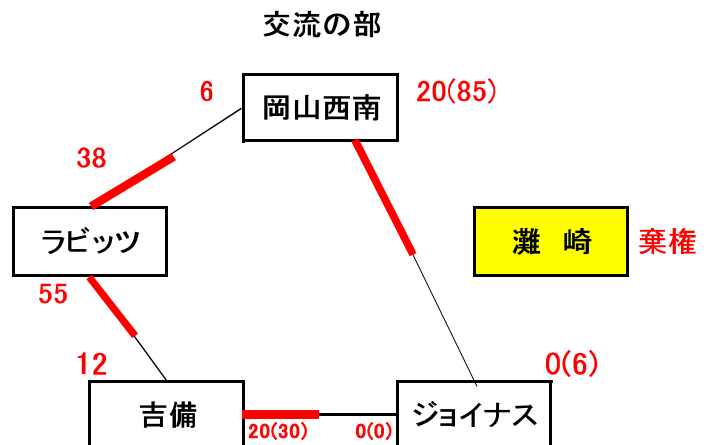 交流の部
6
岡山西南
20(85)
38
ラビッツ
灘 崎
棄権
55
12
0(6)
吉備
ジョイナス
20(30)
0(0)